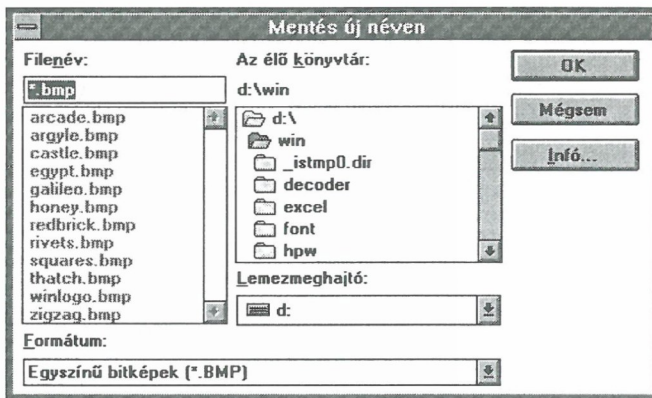 Mentés új néven
Filenév:
*.bmp
arcade.bmp
argyle.bmp
castle.bmp
egypt.bmp
galileo.bmp
honey.bmp
redbrick.bmp
rivets.bmp
squares.bmp
thatch.bmp
winlogo.bmp
zigzag.bmp
Az élő könyvtár:
d:\win
d:\
win
_istmp0.dir
decoder
excel
font
hpw
Lemezmeghajtó:
d:
Formátum:
Egyszínű bitképek (*.BMP)
OK
Mégsem
Infó...